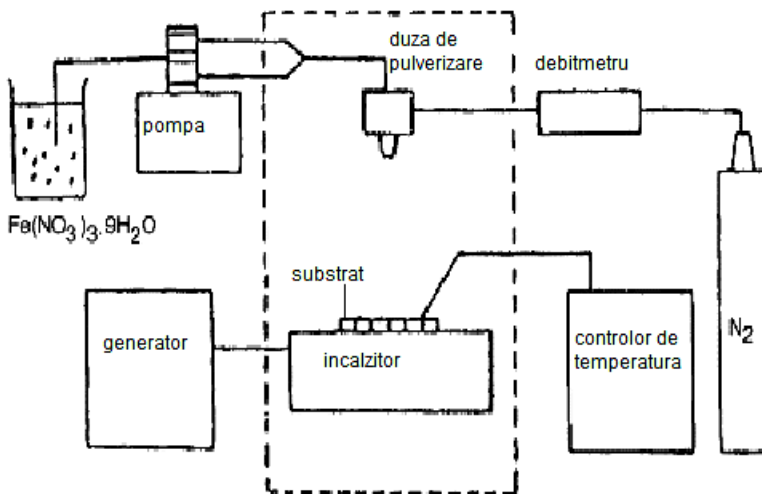 duza de
pulverizare
debitmetru
pompa
Fe(NO₃)₃.9H₂O
substrat
generator
incalzitor
controlor de
temperatura
N₂